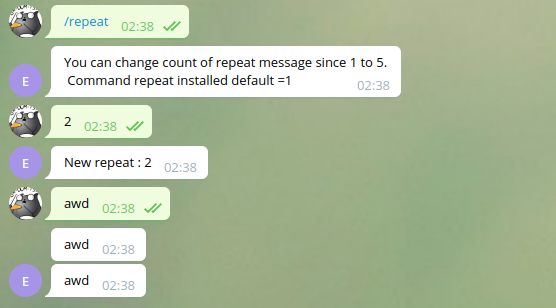 /repeat 02:38
You can change count of repeat message since 1 to 5.
Command repeat installed default =1 02:38
E
2 02:38
New repeat : 2 02:38
E
awd 02:38
awd 02:38
awd 02:38
E